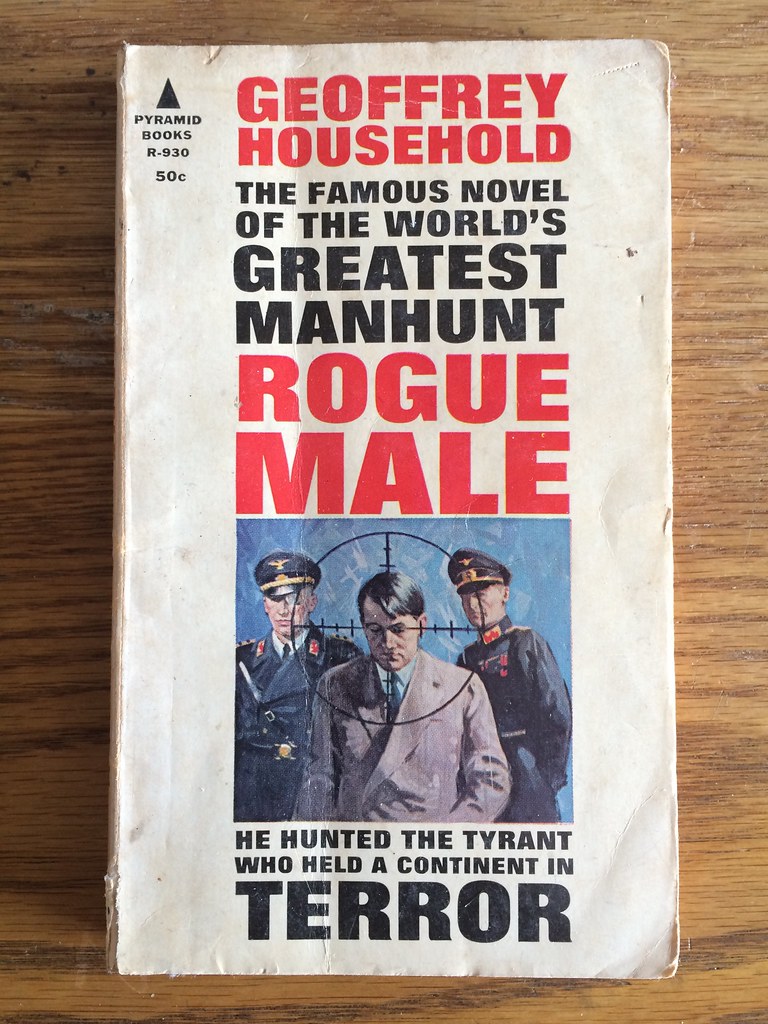 PYRAMID
BOOKS
R-930
50c
GEOFFREY
HOUSEHOLD
THE FAMOUS NOVEL
OF THE WORLD'S
GREATEST
MANHUNT
ROGUE
MALE
HE HUNTED THE TYRANT
WHO HELD A CONTINENT IN
TERROR